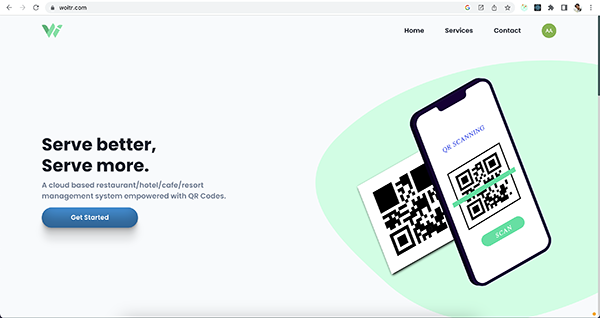 woitr.com
Home
Services
Contact
AA
Serve better,
Serve more.
A cloud based restaurant/hotel/cafe/resort
management system empowered with QR Codes.
Get Started
QR SCANNING
SCAN